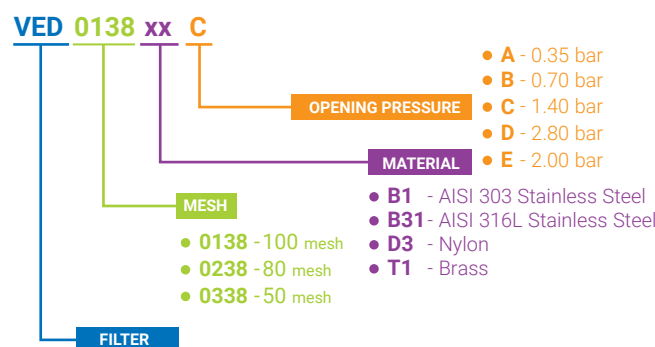 VED 0138 xx C
• A - 0.35 bar
• B - 0.70 bar
OPENING PRESSURE
• C - 1.40 bar
• D - 2.80 bar
MATERIAL
• E - 2.00 bar
MESH
• B1 - AISI 303 Stainless Steel
• B31 - AISI 316L Stainless Steel
• D3 - Nylon
• T1 - Brass
• 0138 - 100 mesh
• 0238 - 80 mesh
• 0338 - 50 mesh
FILTER